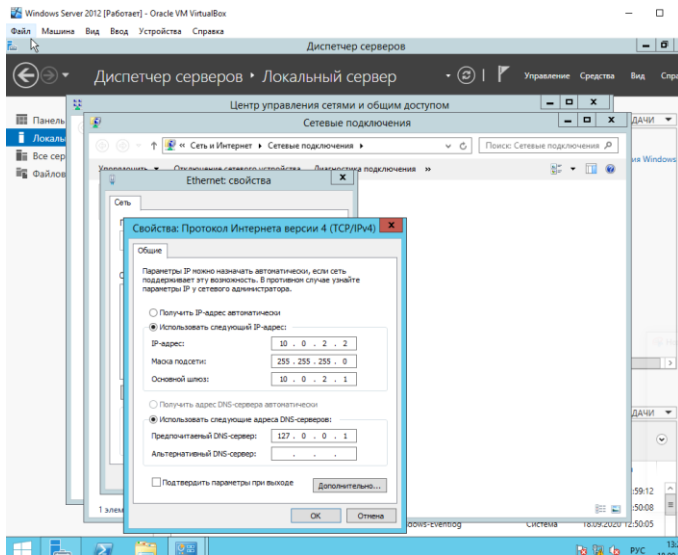 Windows Server 2012 [Работает] - Oracle VM VirtualBox
Файл Машина Вид Ввод Устройства Справка
Диспетчер серверов
Диспетчер серверов • Локальный сервер
Управление Средства Вид Спра
Центр управления сетями и общим доступом
Сетевые подключения
Панель
Локаль
Все сер
Файлов
« Сеть и Интернет ▸ Сетевые подключения ▸
Поиск: Сетевые подключения
ДАЧИ
ия Windows
Упорядочить Отключение сетевого устройства Диагностика подключения »
Ethernet: свойства
Сеть
Свойства: Протокол Интернета версии 4 (TCP/IPv4)
Общие
Параметры IP можно назначать автоматически, если сеть
поддерживает эту возможность. В противном случае узнайте
параметры IP у сетевого администратора.
Получить IP-адрес автоматически
Использовать следующий IP-адрес:
IP-адрес: 10 . 0 . 2 . 2
Маска подсети: 255 . 255 . 255 . 0
Основной шлюз: 10 . 0 . 2 . 1
Получить адрес DNS-сервера автоматически
Использовать следующие адреса DNS-серверов:
Предпочитаемый DNS-сервер: 127 . 0 . 0 . 1
Альтернативный DNS-сервер: . . .
Подтвердить параметры при выходе
Дополнительно...
OK Отмена
ДАЧИ
:59:12
:50:08
1 элем
dows-Eventlog Система 18.09.2020 12:50:05
РУС